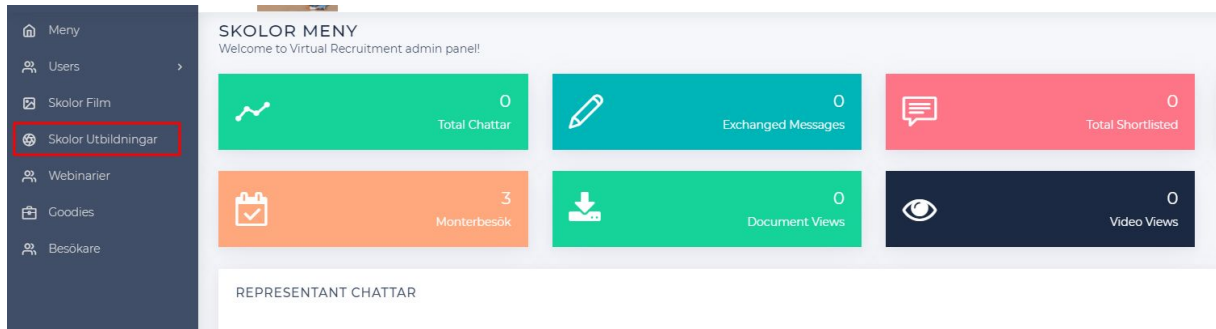 Meny
Users
Skolor Film
Skolor Utbildningar
Webinarier
Goodies
Besökare
SKOLOR MENY
Welcome to Virtual Recruitment admin panel!
0
Total Chattar
0
Exchanged Messages
0
Total Shortlisted
3
Monterbesök
0
Document Views
0
Video Views
REPRESENTANT CHATTAR